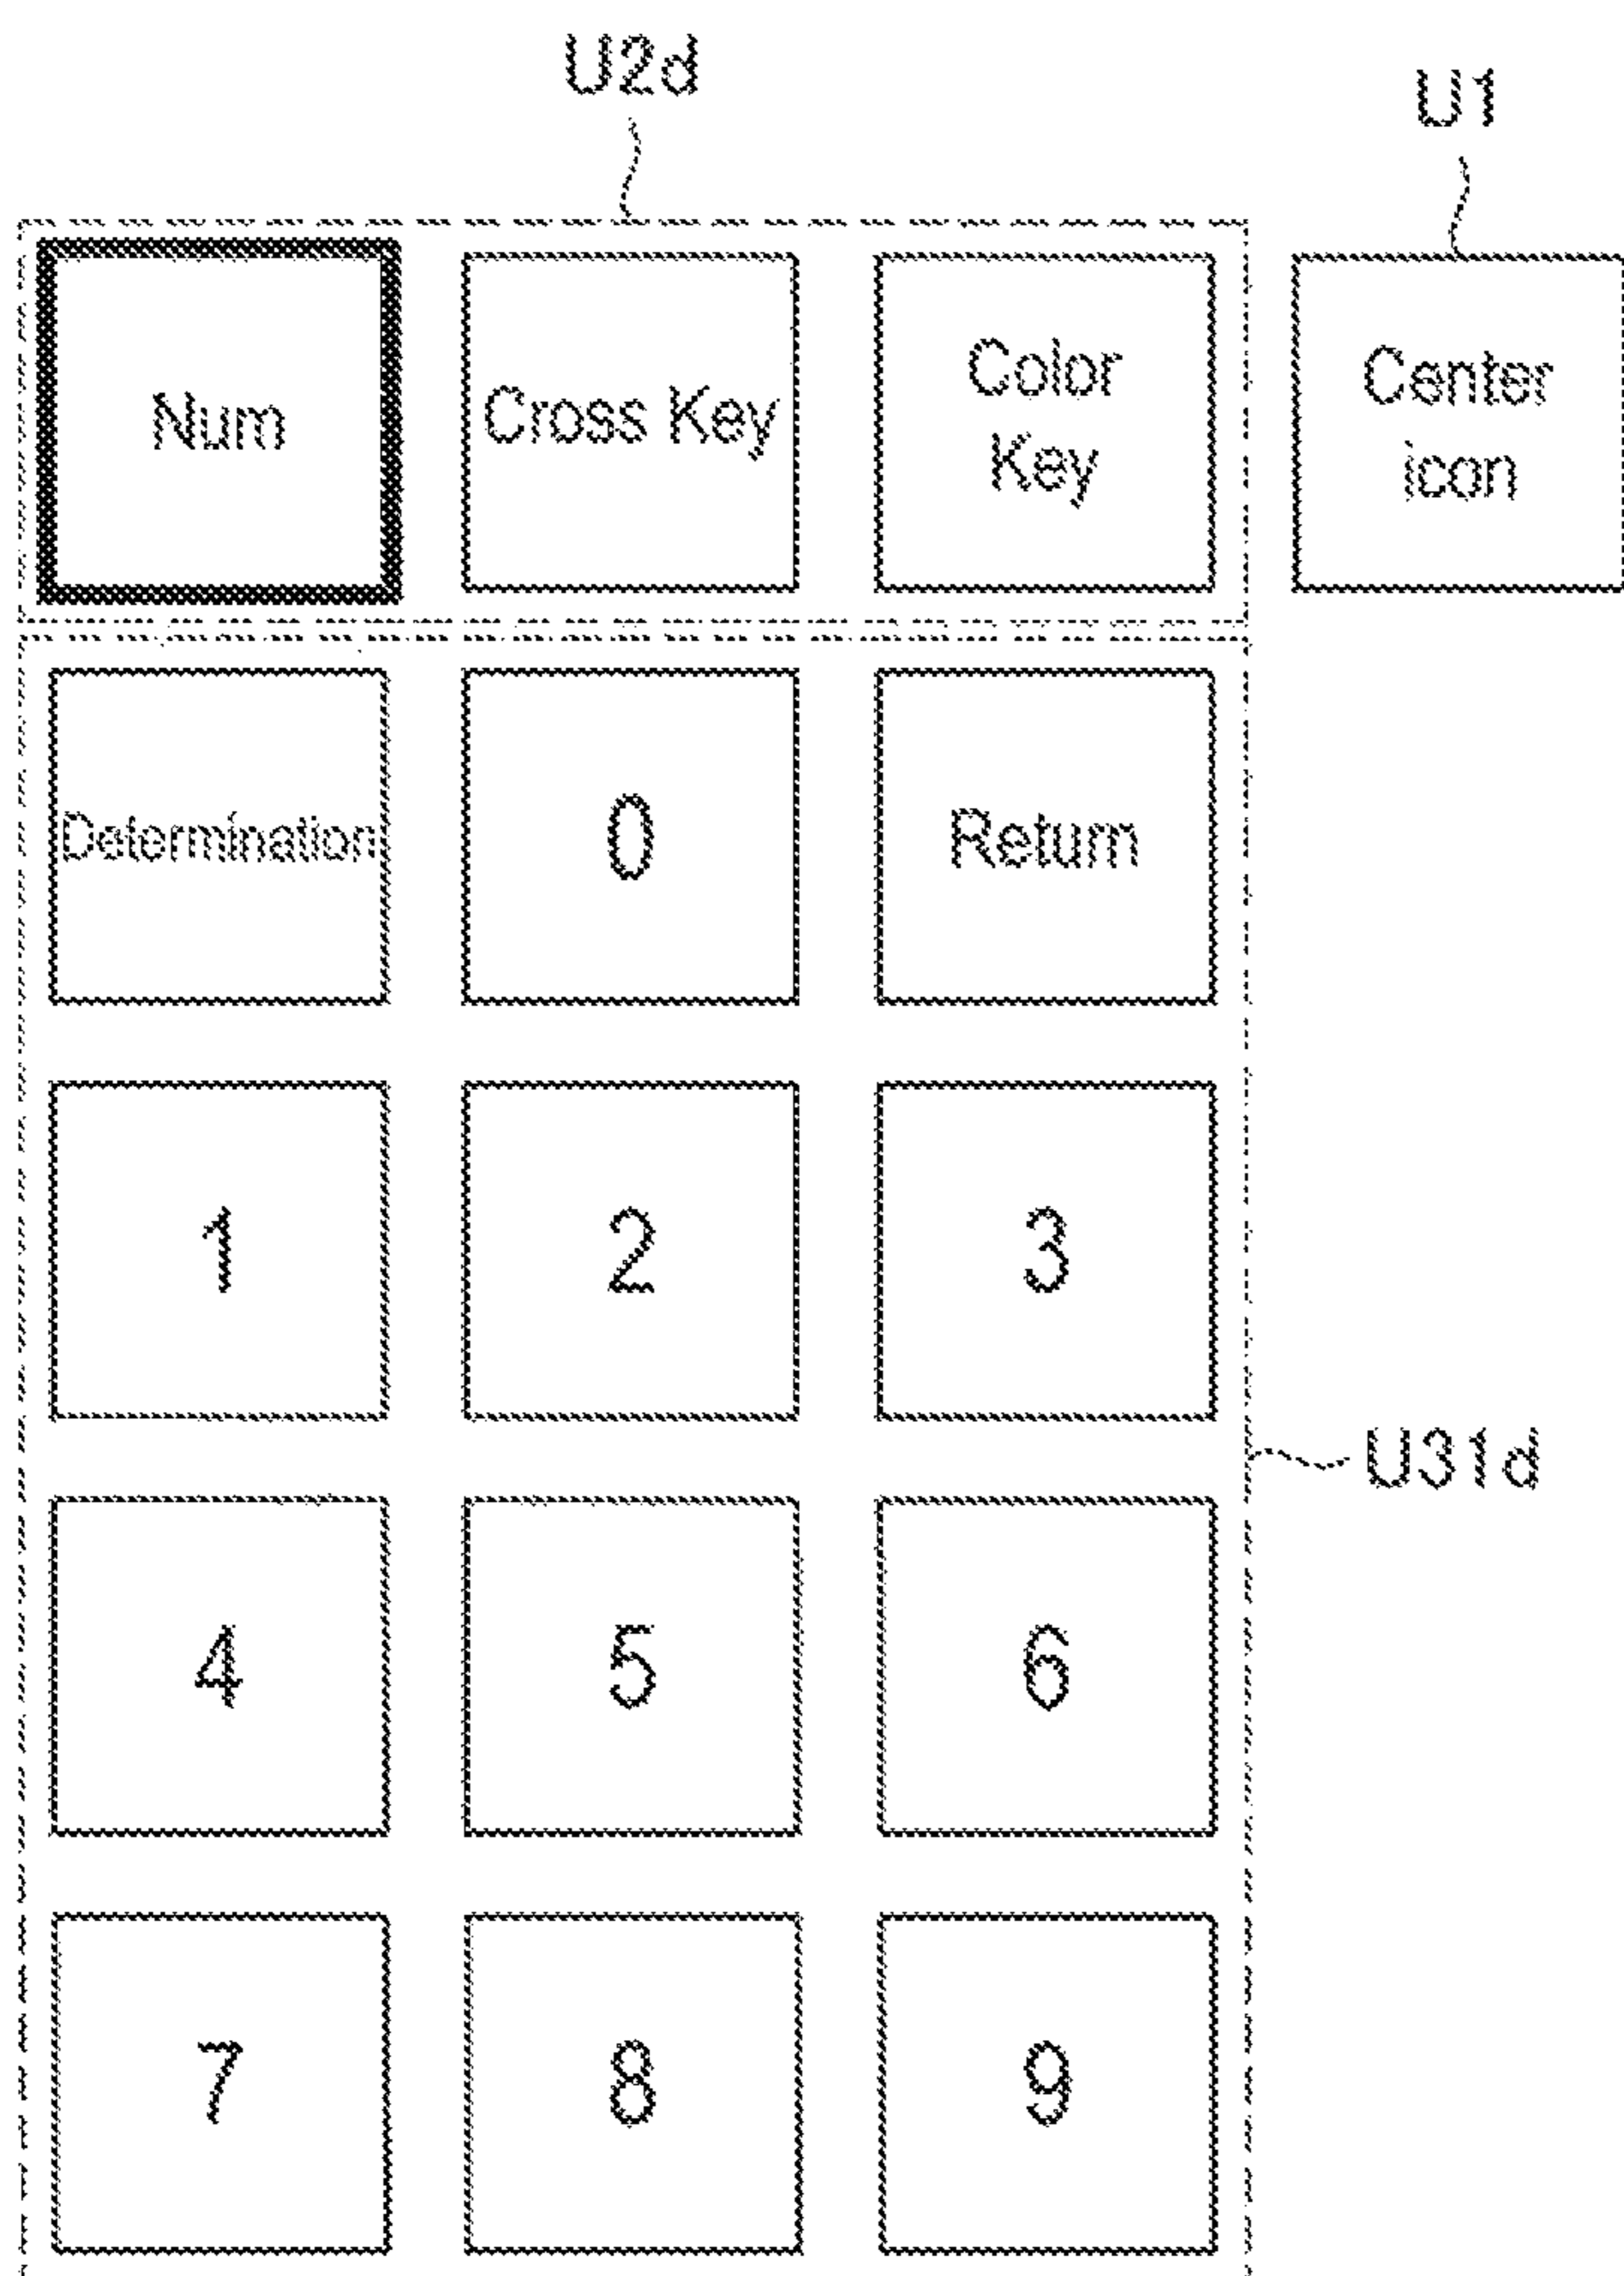 U2d
U1
Num
Cross Key
Color
Key
Center
icon
Determination
0
Return
1
2
3
U31d
4
5
6
7
8
9